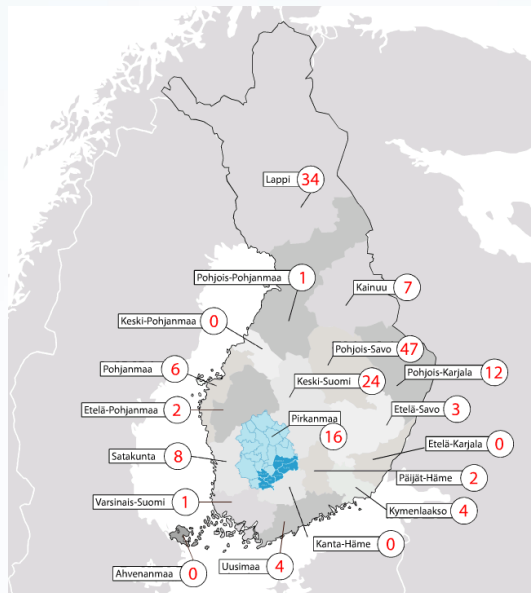 Lappi 34
Pohjois-Pohjanmaa 1
Kainuu 7
Keski-Pohjanmaa 0
Pohjois-Savo 47
Pohjanmaa 6
Keski-Suomi 24
Pohjois-Karjala 12
Etelä-Pohjanmaa 2
Etelä-Savo 3
Pirkanmaa 16
Etelä-Karjala 0
Satakunta 8
Päijät-Häme 2
Varsinais-Suomi 1
Kymenlaakso 4
Kanta-Häme 0
Uusimaa 4
Ahvenanmaa 0